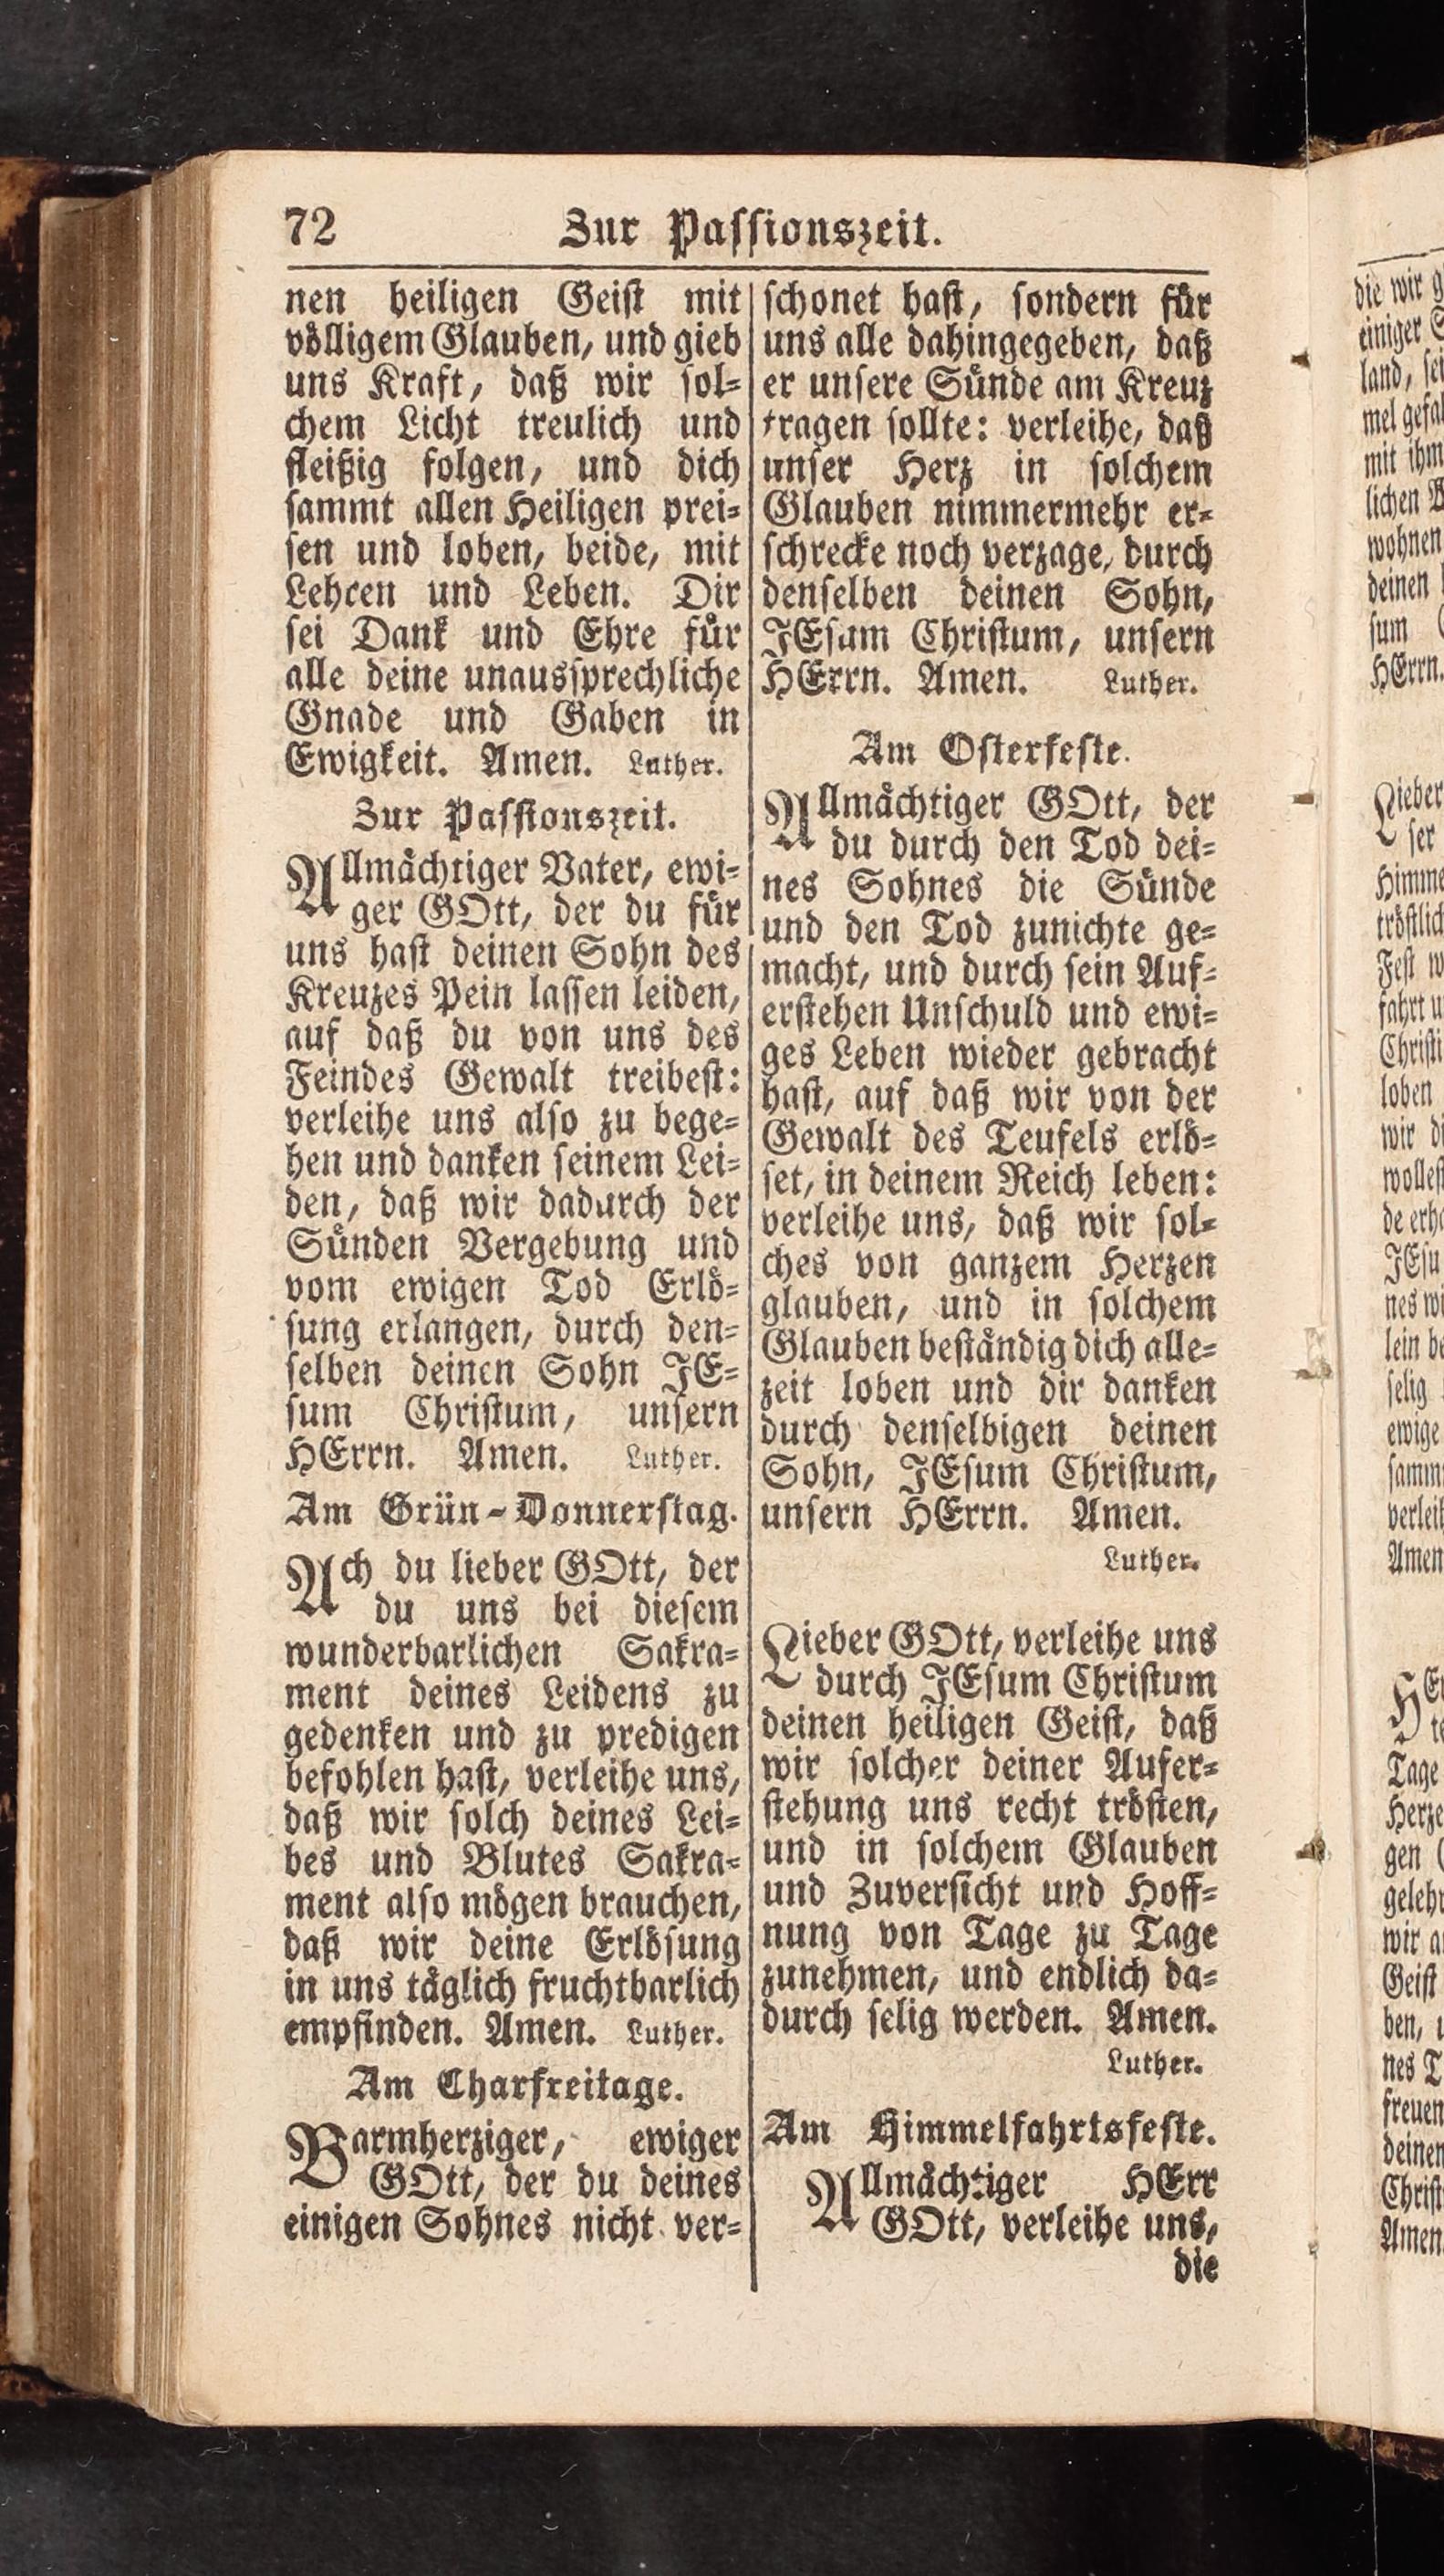 72 Zur Passionszeit.
nen heiligen Geist mit
völligem Glauben, und gieb
uns Kraft, daß wir sol=
chem Licht treulich und
fleißig folgen, und dich
sammt allen Heiligen prei=
sen und loben, beide, mit
Lehren und Leben. Dir
sei Dank und Ehre für
alle deine unaussprechliche
Gnade und Gaben in
Ewigkeit. Amen. Luther.
Zur Passionszeit.
Allmächtiger Vater, ewi=
ger GOtt, der du für
uns hast deinen Sohn des
Kreuzes Pein lassen leiden,
auf daß du von uns des
Feindes Gewalt treibest:
verleihe uns also zu bege=
hen und danken seinem Lei=
den, daß wir dadurch der
Sünden Vergebung und
vom ewigen Tod Erlö=
sung erlangen, durch den=
selben deinen Sohn JE=
sum Christum, unsern
HErrn. Amen. Luther.
Am Grün=Donnerstag.
Ach du lieber GOtt, der
du uns bei diesem
wunderbarlichen Sakra=
ment deines Leidens zu
gedenken und zu predigen
befohlen hast, verleihe uns,
daß wir solch deines Lei=
bes und Blutes Sakra=
ment also mögen brauchen,
daß wir deine Erlösung
in uns täglich fruchtbarlich
empfinden. Amen. Luther.
Am Charfreitage.
Barmherziger, ewiger
GOtt, der du deines
einigen Sohnes nicht ver=
schonet hast, sondern für
uns alle dahingegeben, daß
er unsere Sünde am Kreuz
tragen sollte: verleihe, daß
unser Herz in solchem
Glauben nimmermehr er=
schrecke noch verzage, durch
denselben deinen Sohn,
JEsum Christum, unsern
HErrn. Amen. Luther.
Am Osterfeste.
Allmächtiger GOtt, der
du durch den Tod dei=
nes Sohnes die Sünde
und den Tod zunichte ge=
macht, und durch sein Auf=
erstehen Unschuld und ewi=
ges Leben wieder gebracht
hast, auf daß wir von der
Gewalt des Teufels erlö=
set, in deinem Reich leben:
verleihe uns, daß wir sol=
ches von ganzem Herzen
glauben, und in solchem
Glauben beständig dich alle=
zeit loben und dir danken
durch denselbigen deinen
Sohn, JEsum Christum,
unsern HErrn. Amen.
Luther.
Lieber GOtt, verleihe uns
durch JEsum Christum
deinen heiligen Geist, daß
wir solcher deiner Aufer=
stehung uns recht trösten,
und in solchem Glauben
und Zuversicht und Hoff=
nung von Tage zu Tage
zunehmen, und endlich da=
durch selig werden. Amen.
Luther.
Am Himmelfahrtsfeste.
Allmächtiger HErr
GOtt, verleihe uns,
die